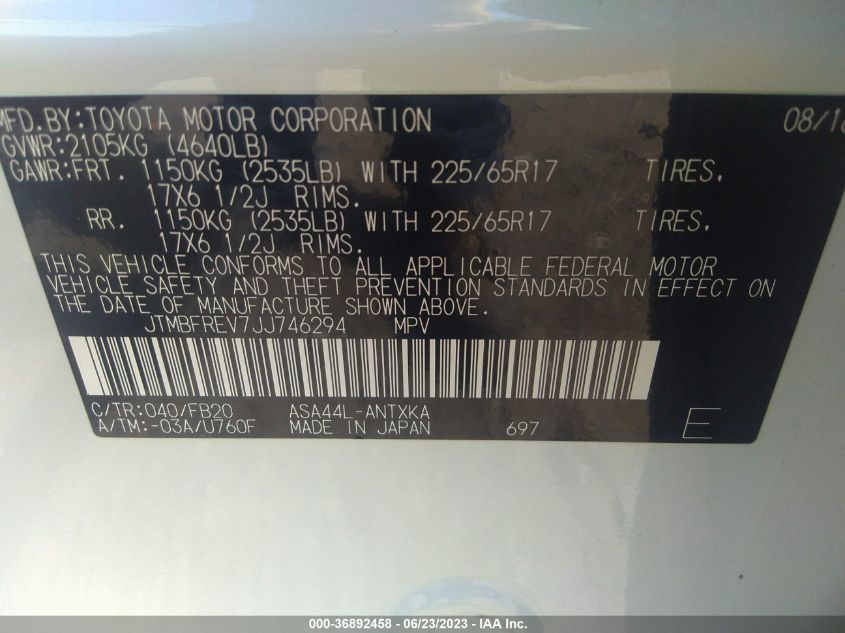 MFD.BY:TOYOTA MOTOR CORPORATION 08/18
GVWR:2105KG (4640LB)
GAWR:FRT. 1150KG (2535LB) WITH 225/65R17 TIRES,
17X6 1/2J RIMS.
RR. 1150KG (2535LB) WITH 225/65R17 TIRES,
17X6 1/2J RIMS.
THIS VEHICLE CONFORMS TO ALL APPLICABLE FEDERAL MOTOR
VEHICLE SAFETY AND THEFT PREVENTION STANDARDS IN EFFECT ON
THE DATE OF MANUFACTURE SHOWN ABOVE.
JTMBFREV7JJ746294 MPV
C/TR:040/FB20 ASA44L-ANTXKA
A/TM:-03A/U760F MADE IN JAPAN 697 E
000-36892458 - 06/23/2023 - IAA Inc.